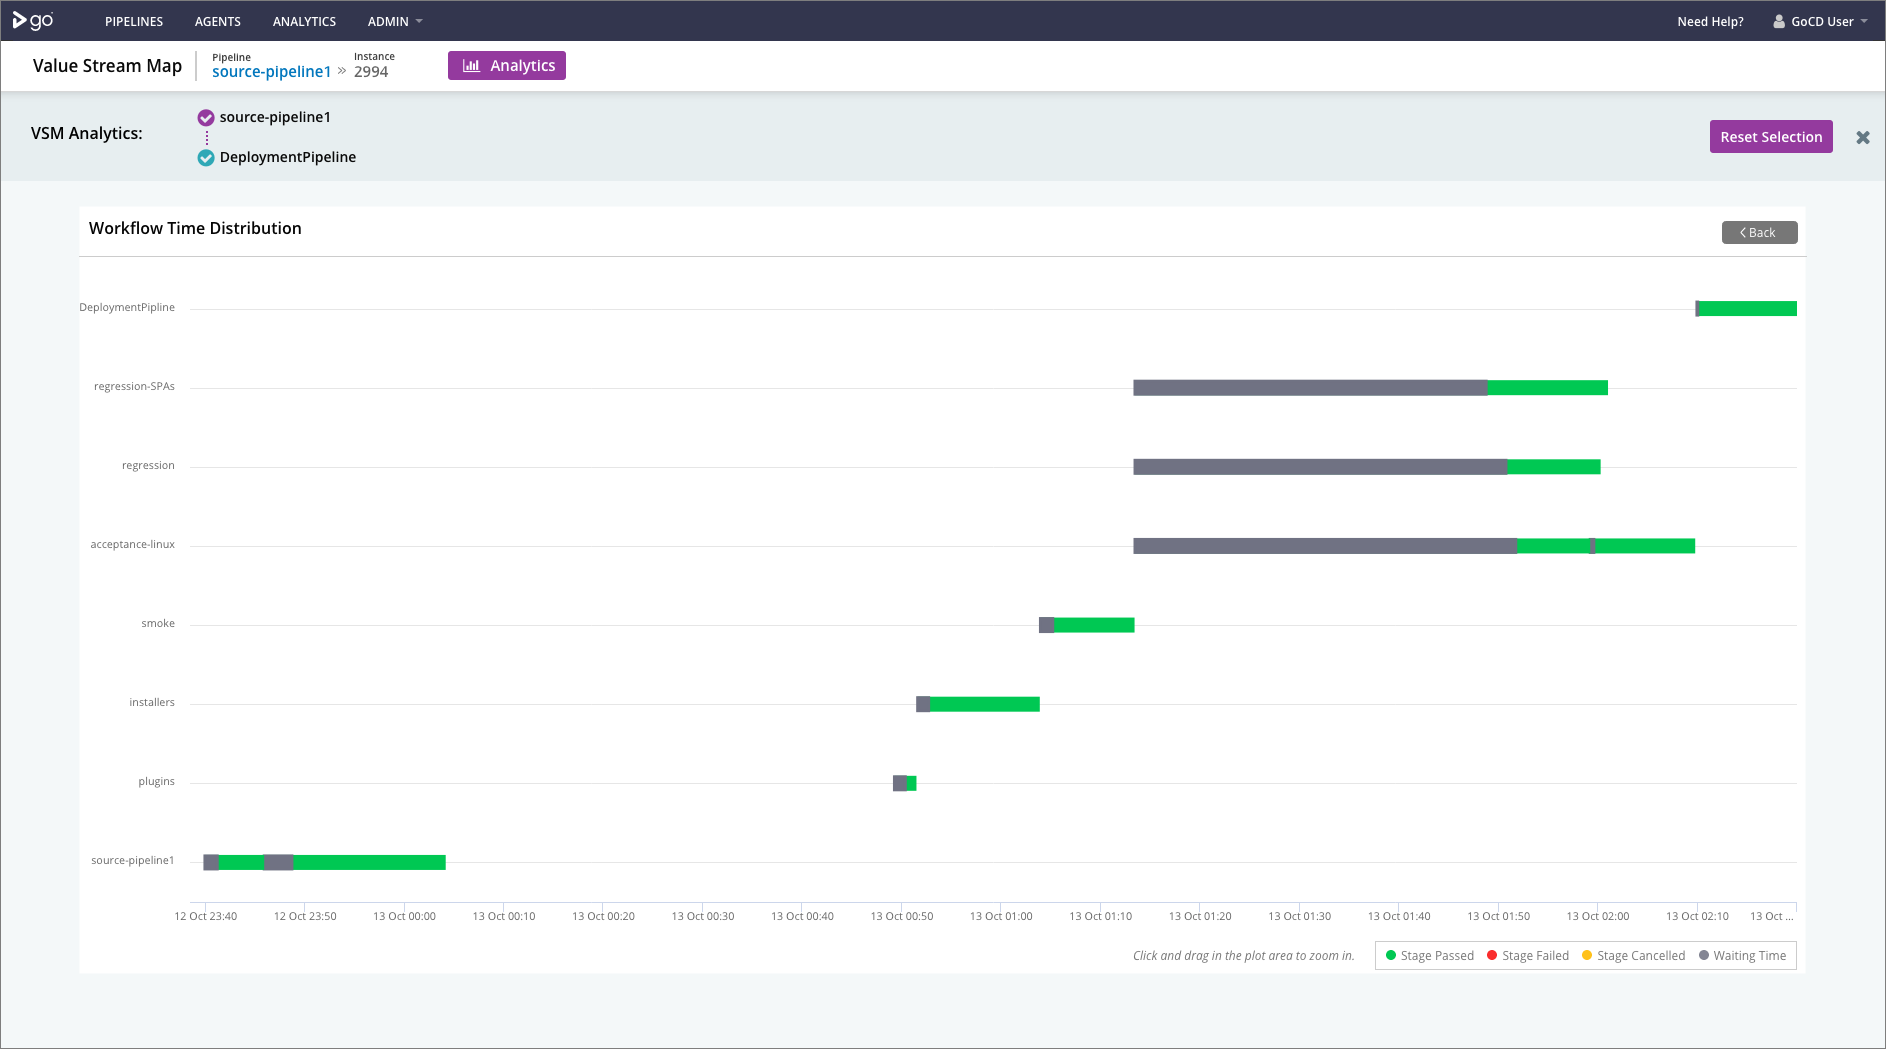 go PIPELINES AGENTS ANALYTICS ADMIN Need Help? GoCD User
Value Stream Map
Pipeline
source-pipeline1 »
Instance
2994
Analytics
VSM Analytics:
source-pipeline1
DeploymentPipeline
Reset Selection
Workflow Time Distribution
Back
DeploymentPipline
regression-SPAs
regression
acceptance-linux
smoke
installers
plugins
source-pipeline1
12 Oct 23:40 12 Oct 23:50 13 Oct 00:00 13 Oct 00:10 13 Oct 00:20 13 Oct 00:30 13 Oct 00:40 13 Oct 00:50 13 Oct 01:00 13 Oct 01:10 13 Oct 01:20 13 Oct 01:30 13 Oct 01:40 13 Oct 01:50 13 Oct 02:00 13 Oct 02:10 13 Oct ...
Click and drag in the plot area to zoom in.
Stage Passed Stage Failed Stage Cancelled Waiting Time